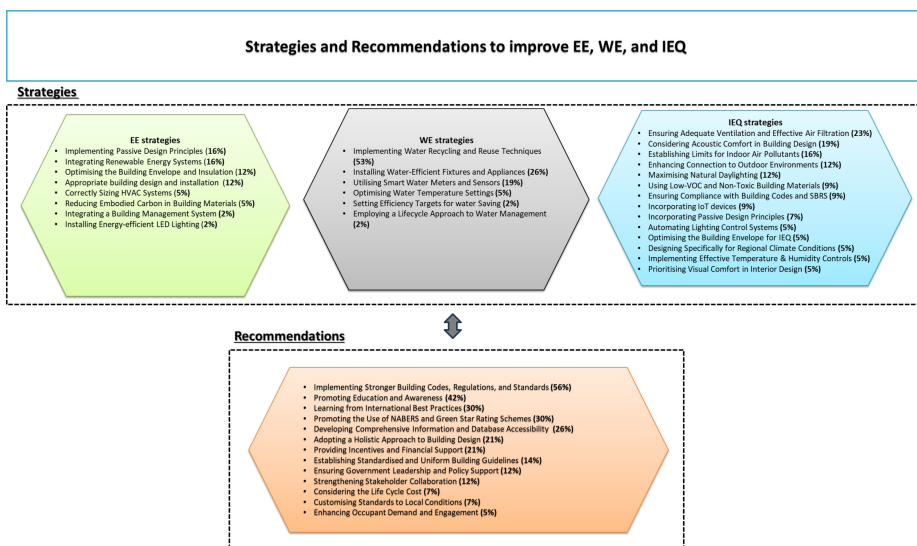 Strategies and Recommendations to improve EE, WE, and IEQ
Strategies
EE strategies
• Implementing Passive Design Principles (16%)
• Integrating Renewable Energy Systems (16%)
• Optimising the Building Envelope and Insulation (12%)
• Appropriate building design and installation (12%)
• Correctly Sizing HVAC Systems (5%)
• Reducing Embodied Carbon in Building Materials (5%)
• Integrating a Building Management System (2%)
• Installing Energy-efficient LED Lighting (2%)
WE strategies
• Implementing Water Recycling and Reuse Techniques
(53%)
• Installing Water-Efficient Fixtures and Appliances (26%)
• Utilising Smart Water Meters and Sensors (19%)
• Optimising Water Temperature Settings (5%)
• Setting Efficiency Targets for water Saving (2%)
• Employing a Lifecycle Approach to Water Management
(2%)
IEQ strategies
• Ensuring Adequate Ventilation and Effective Air Filtration (23%)
• Considering Acoustic Comfort in Building Design (19%)
• Establishing Limits for Indoor Air Pollutants (16%)
• Enhancing Connection to Outdoor Environments (12%)
• Maximising Natural Daylighting (12%)
• Using Low-VOC and Non-Toxic Building Materials (9%)
• Ensuring Compliance with Building Codes and SBRS (9%)
• Incorporating IoT devices (9%)
• Incorporating Passive Design Principles (7%)
• Automating Lighting Control Systems (5%)
• Optimising the Building Envelope for IEQ (5%)
• Designing Specifically for Regional Climate Conditions (5%)
• Implementing Effective Temperature & Humidity Controls (5%)
• Prioritising Visual Comfort in Interior Design (5%)
Recommendations
• Implementing Stronger Building Codes, Regulations, and Standards (56%)
• Promoting Education and Awareness (42%)
• Learning from International Best Practices (30%)
• Promoting the Use of NABERS and Green Star Rating Schemes (30%)
• Developing Comprehensive Information and Database Accessibility (26%)
• Adopting a Holistic Approach to Building Design (21%)
• Providing Incentives and Financial Support (21%)
• Establishing Standardised and Uniform Building Guidelines (14%)
• Ensuring Government Leadership and Policy Support (12%)
• Strengthening Stakeholder Collaboration (12%)
• Considering the Life Cycle Cost (7%)
• Customising Standards to Local Conditions (7%)
• Enhancing Occupant Demand and Engagement (5%)